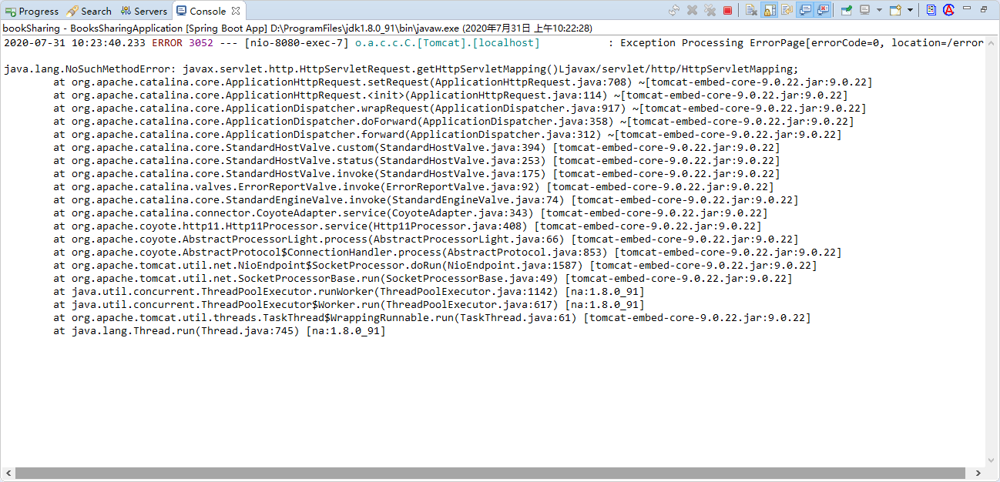 Progress Search Servers Console
bookSharing - BooksSharingApplication [Spring Boot App] D:\ProgramFiles\jdk1.8.0_91\bin\javaw.exe (2020年7月31日 上午10:22:28)
2020-07-31 10:23:40.233 ERROR 3052 --- [nio-8080-exec-7] o.a.c.c.C.[Tomcat].[localhost] : Exception Processing ErrorPage[errorCode=0, location=/error
java.lang.NoSuchMethodError: javax.servlet.http.HttpServletRequest.getHttpServletMapping()Ljavax/servlet/http/HttpServletMapping;
at org.apache.catalina.core.ApplicationHttpRequest.setRequest(ApplicationHttpRequest.java:708) ~[tomcat-embed-core-9.0.22.jar:9.0.22]
at org.apache.catalina.core.ApplicationHttpRequest.<init>(ApplicationHttpRequest.java:114) ~[tomcat-embed-core-9.0.22.jar:9.0.22]
at org.apache.catalina.core.ApplicationDispatcher.wrapRequest(ApplicationDispatcher.java:917) ~[tomcat-embed-core-9.0.22.jar:9.0.22]
at org.apache.catalina.core.ApplicationDispatcher.doForward(ApplicationDispatcher.java:358) ~[tomcat-embed-core-9.0.22.jar:9.0.22]
at org.apache.catalina.core.ApplicationDispatcher.forward(ApplicationDispatcher.java:312) ~[tomcat-embed-core-9.0.22.jar:9.0.22]
at org.apache.catalina.core.StandardHostValve.custom(StandardHostValve.java:394) [tomcat-embed-core-9.0.22.jar:9.0.22]
at org.apache.catalina.core.StandardHostValve.status(StandardHostValve.java:253) [tomcat-embed-core-9.0.22.jar:9.0.22]
at org.apache.catalina.core.StandardHostValve.invoke(StandardHostValve.java:175) [tomcat-embed-core-9.0.22.jar:9.0.22]
at org.apache.catalina.valves.ErrorReportValve.invoke(ErrorReportValve.java:92) [tomcat-embed-core-9.0.22.jar:9.0.22]
at org.apache.catalina.core.StandardEngineValve.invoke(StandardEngineValve.java:74) [tomcat-embed-core-9.0.22.jar:9.0.22]
at org.apache.catalina.connector.CoyoteAdapter.service(CoyoteAdapter.java:343) [tomcat-embed-core-9.0.22.jar:9.0.22]
at org.apache.coyote.http11.Http11Processor.service(Http11Processor.java:408) [tomcat-embed-core-9.0.22.jar:9.0.22]
at org.apache.coyote.AbstractProcessorLight.process(AbstractProcessorLight.java:66) [tomcat-embed-core-9.0.22.jar:9.0.22]
at org.apache.coyote.AbstractProtocol$ConnectionHandler.process(AbstractProtocol.java:853) [tomcat-embed-core-9.0.22.jar:9.0.22]
at org.apache.tomcat.util.net.NioEndpoint$SocketProcessor.doRun(NioEndpoint.java:1587) [tomcat-embed-core-9.0.22.jar:9.0.22]
at org.apache.tomcat.util.net.SocketProcessorBase.run(SocketProcessorBase.java:49) [tomcat-embed-core-9.0.22.jar:9.0.22]
at java.util.concurrent.ThreadPoolExecutor.runWorker(ThreadPoolExecutor.java:1142) [na:1.8.0_91]
at java.util.concurrent.ThreadPoolExecutor$Worker.run(ThreadPoolExecutor.java:617) [na:1.8.0_91]
at org.apache.tomcat.util.threads.TaskThread$WrappingRunnable.run(TaskThread.java:61) [tomcat-embed-core-9.0.22.jar:9.0.22]
at java.lang.Thread.run(Thread.java:745) [na:1.8.0_91]